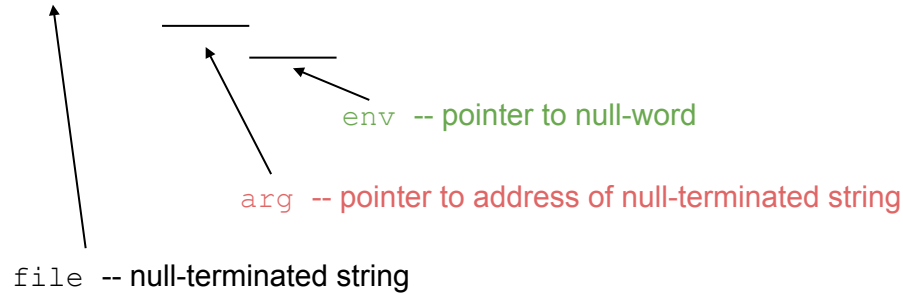 env -- pointer to null-word
arg -- pointer to address of null-terminated string
file -- null-terminated string